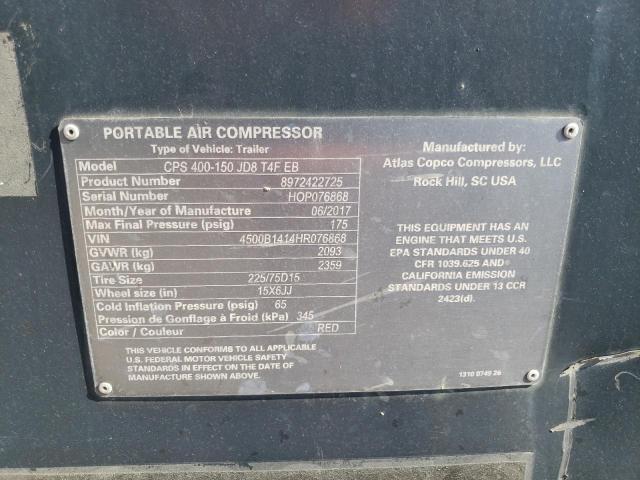 PORTABLE AIR COMPRESSOR
Type of Vehicle: Trailer
Model CPS 400-150 JD8 T4F EB
Product Number 8972422725
Serial Number HOP076868
Month/Year of Manufacture 06/2017
Max Final Pressure (psig) 175
VIN 4500B1414HR076868
GVWR (kg) 2093
GAWR (kg) 2359
Tire Size 225/75D15
Wheel size (in) 15X6JJ
Cold Inflation Pressure (psig) 65
Pression de Gonflage à Froid (kPa) 345
Color / Couleur RED
THIS VEHICLE CONFORMS TO ALL APPLICABLE
U.S. FEDERAL MOTOR VEHICLE SAFETY
STANDARDS IN EFFECT ON THE DATE OF
MANUFACTURE SHOWN ABOVE.
Manufactured by:
Atlas Copco Compressors, LLC
Rock Hill, SC USA
THIS EQUIPMENT HAS AN
ENGINE THAT MEETS U.S.
EPA STANDARDS UNDER 40
CFR 1039.625 AND
CALIFORNIA EMISSION
STANDARDS UNDER 13 CCR
2423(d).
1310 0749 26